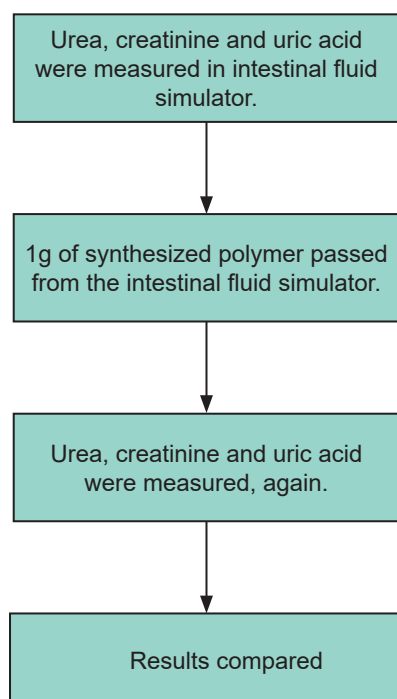 Urea, creatinine and uric acid
were measured in intestinal fluid
simulator.
1g of synthesized polymer passed
from the intestinal fluid simulator.
Urea, creatinine and uric acid
were measured, again.
Results compared